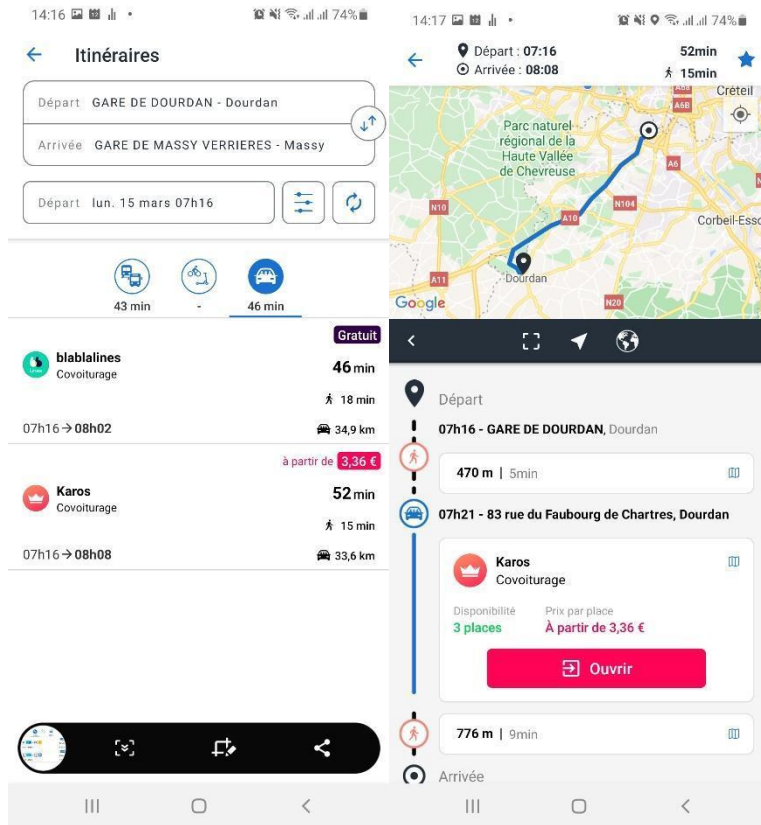 14:16 74%
Itinéraires
Départ GARE DE DOURDAN - Dourdan
Arrivée GARE DE MASSY VERRIERES - Massy
Départ lun. 15 mars 07h16
43 min - 46 min
Gratuit
blablalines
Covoiturage
46 min
18 min
07h16 → 08h02 34,9 km
à partir de 3,36 €
Karos
Covoiturage
52 min
15 min
07h16 → 08h08 33,6 km
14:17 74%
Départ : 07:16 52min
Arrivée : 08:08 15min
Créteil
A6B
Parc naturel
régional de la
Haute Vallée
de Chevreuse
A6
N10
N104
A10
Corbeil-Esso
A11
Dourdan
Google
N20
Départ
07h16 - GARE DE DOURDAN, Dourdan
470 m | 5min
07h21 - 83 rue du Faubourg de Chartres, Dourdan
Karos
Covoiturage
Disponibilité Prix par place
3 places À partir de 3,36 €
Ouvrir
776 m | 9min
Arrivée